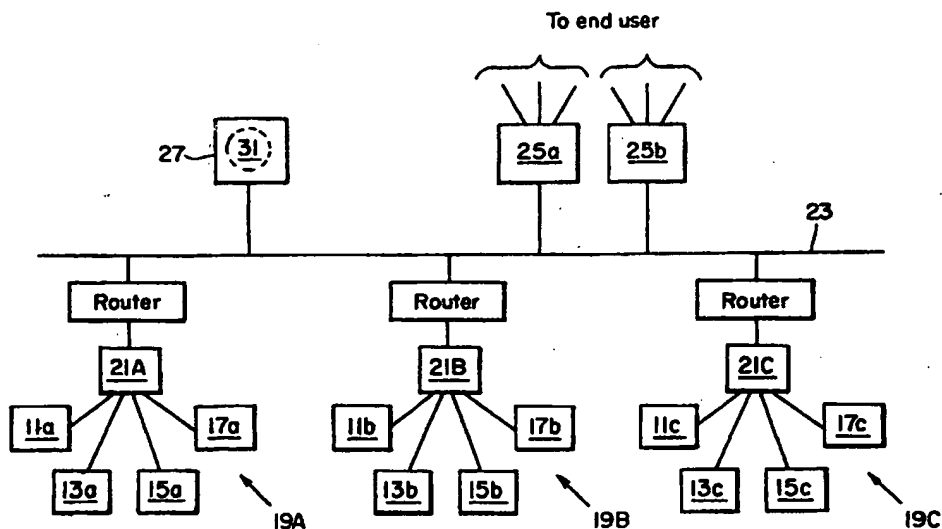 To end user
27
31
25a
25b
23
Router
Router
Router
21A
21B
21C
11a
17a
11b
17b
11c
17c
13a
15a
13b
15b
13c
15c
19A
19B
19C